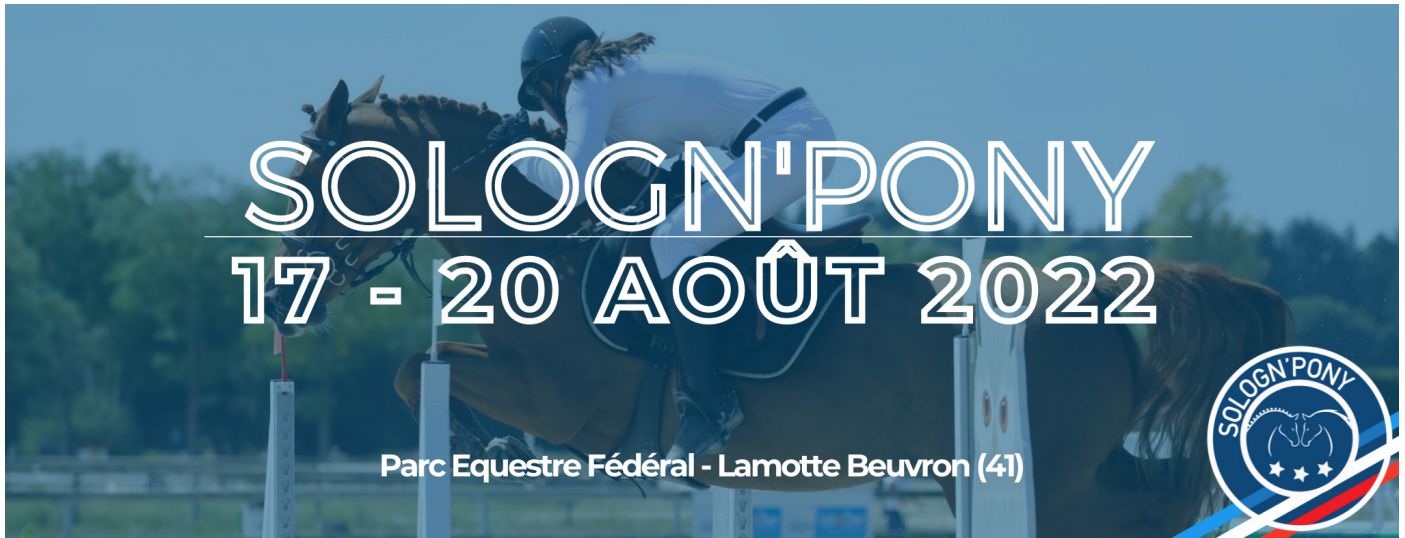 SOLOGN'PONY
17 - 20 AOÛT 2022
Parc Equestre Fédéral - Lamotte Beuvron (41)
SOLOGN'PONY